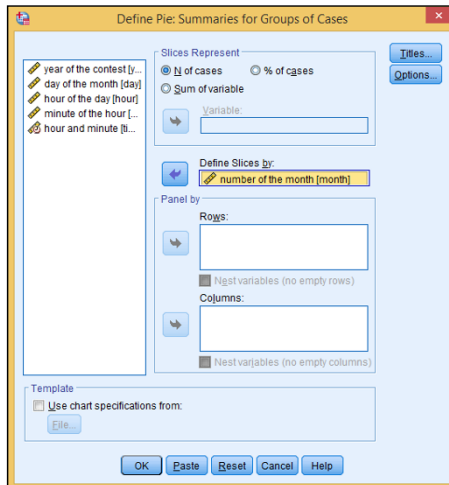 Define Pie: Summaries for Groups of Cases
year of the contest [y...
day of the month [day]
hour of the day [hour]
minute of the hour [...
hour and minute [ti...
Slices Represent
N of cases
% of cases
Sum of variable
Variable:
Define Slices by:
number of the month [month]
Panel by
Rows:
Nest variables (no empty rows)
Columns:
Nest variables (no empty columns)
Titles...
Options...
Template
Use chart specifications from:
File...
OK
Paste
Reset
Cancel
Help